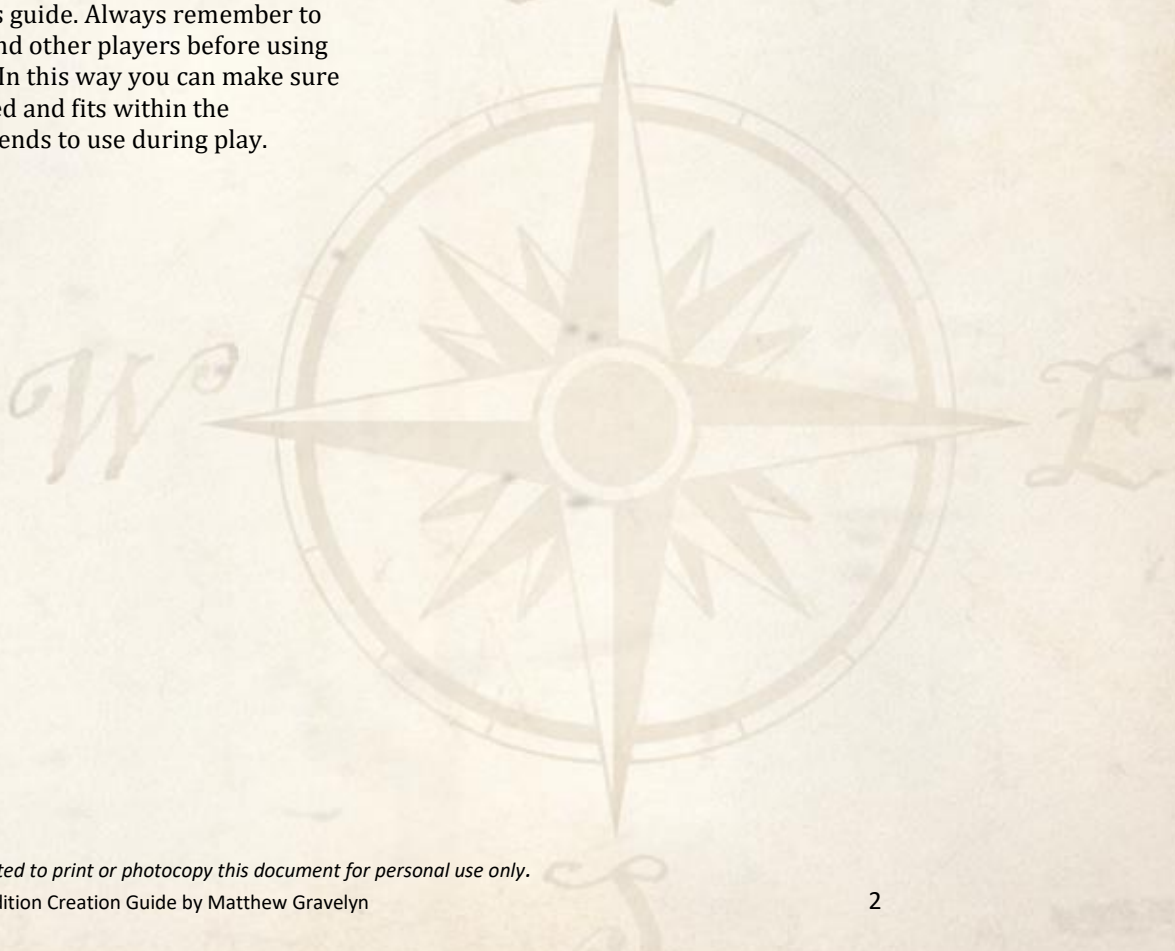 s guide. Always remember to
nd other players before using
In this way you can make sure
ed and fits within the
ends to use during play.
W
E
ted to print or photocopy this document for personal use only.
S
dition Creation Guide by Matthew Gravelyn 2